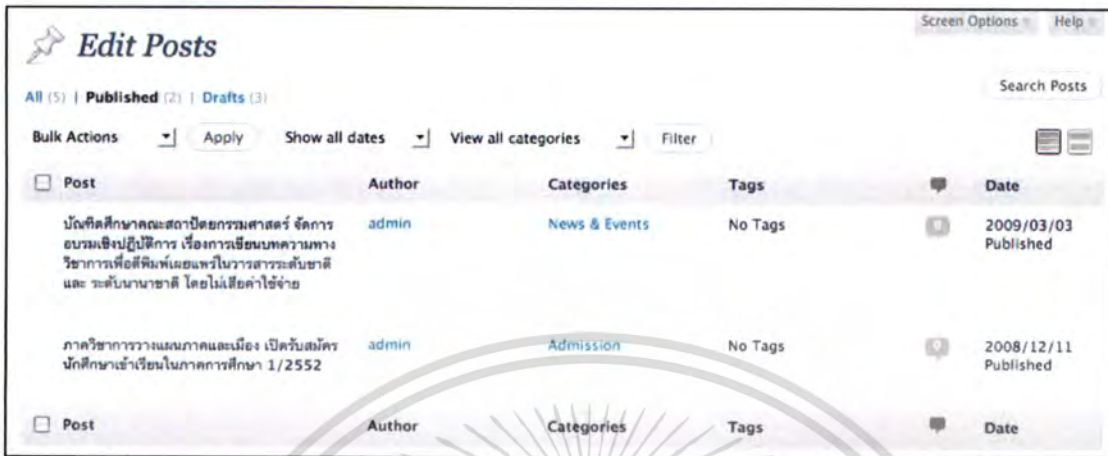 Screen Options Help
Edit Posts
Search Posts
All (5) | Published (2) | Drafts (3)
Bulk Actions Apply Show all dates View all categories Filter
Post Author Categories Tags Date
บัณฑิตศึกษาคณะสถาปัตยกรรมศาสตร์ จัดการ admin News & Events No Tags 0 2009/03/03
อบรมเชิงปฏิบัติการ เรื่องการเขียนบทความทาง Published
วิชาการเพื่อตีพิมพ์เผยแพร่ในวารสารระดับชาติ
และ ระดับนานาชาติ โดยไม่เสียค่าใช้จ่าย
ภาควิชาการวางแผนภาคและเมือง เปิดรับสมัคร admin Admission No Tags 0 2008/12/11
นักศึกษาเข้าเรียนในภาคการศึกษา 1/2552 Published
Post Author Categories Tags Date